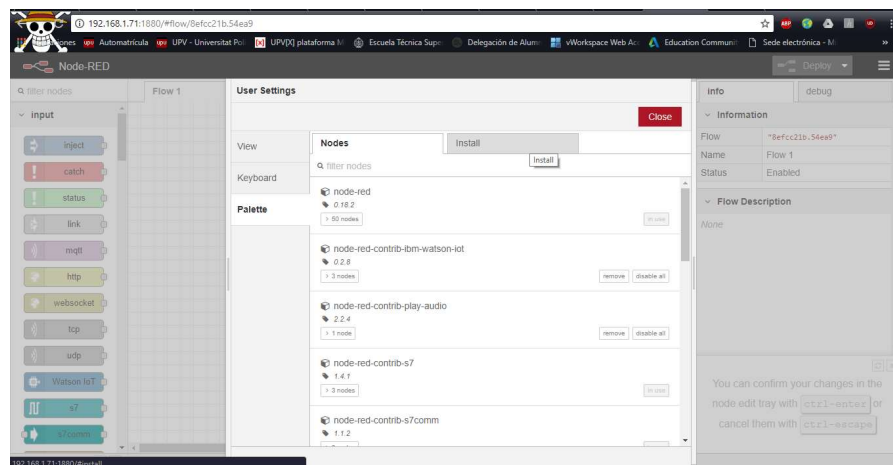 192.168.1.71:1880/#flow/8efcc21b.54ea9
ABP
iones
upv Automatrícula
upv UPV - Universitat Pol
[X] UPV[X] plataforma M
Escuela Técnica Supe
Delegación de Alum
vWorkspace Web Acc
Education Communi
Sede electrónica - M
»
Node-RED
Deploy
filter nodes
Flow 1
input
inject
catch
status
link
mqtt
http
websocket
tcp
udp
Watson IoT
s7
s7comm
User Settings
Close
View
Keyboard
Palette
Nodes
Install
Install
filter nodes
node-red
0.18.2
> 50 nodes
in use
node-red-contrib-ibm-watson-iot
0.2.8
> 3 nodes
remove
disable all
node-red-contrib-play-audio
2.2.4
> 1 node
remove
disable all
node-red-contrib-s7
1.4.1
> 3 nodes
in use
node-red-contrib-s7comm
1.1.2
info
debug
Information
Flow
"8efcc21b.54ea9"
Name
Flow 1
Status
Enabled
Flow Description
None
You can confirm your changes in the
node edit tray with ctrl-enter or
cancel them with ctrl-escape
192.168.1.71:1880/#install